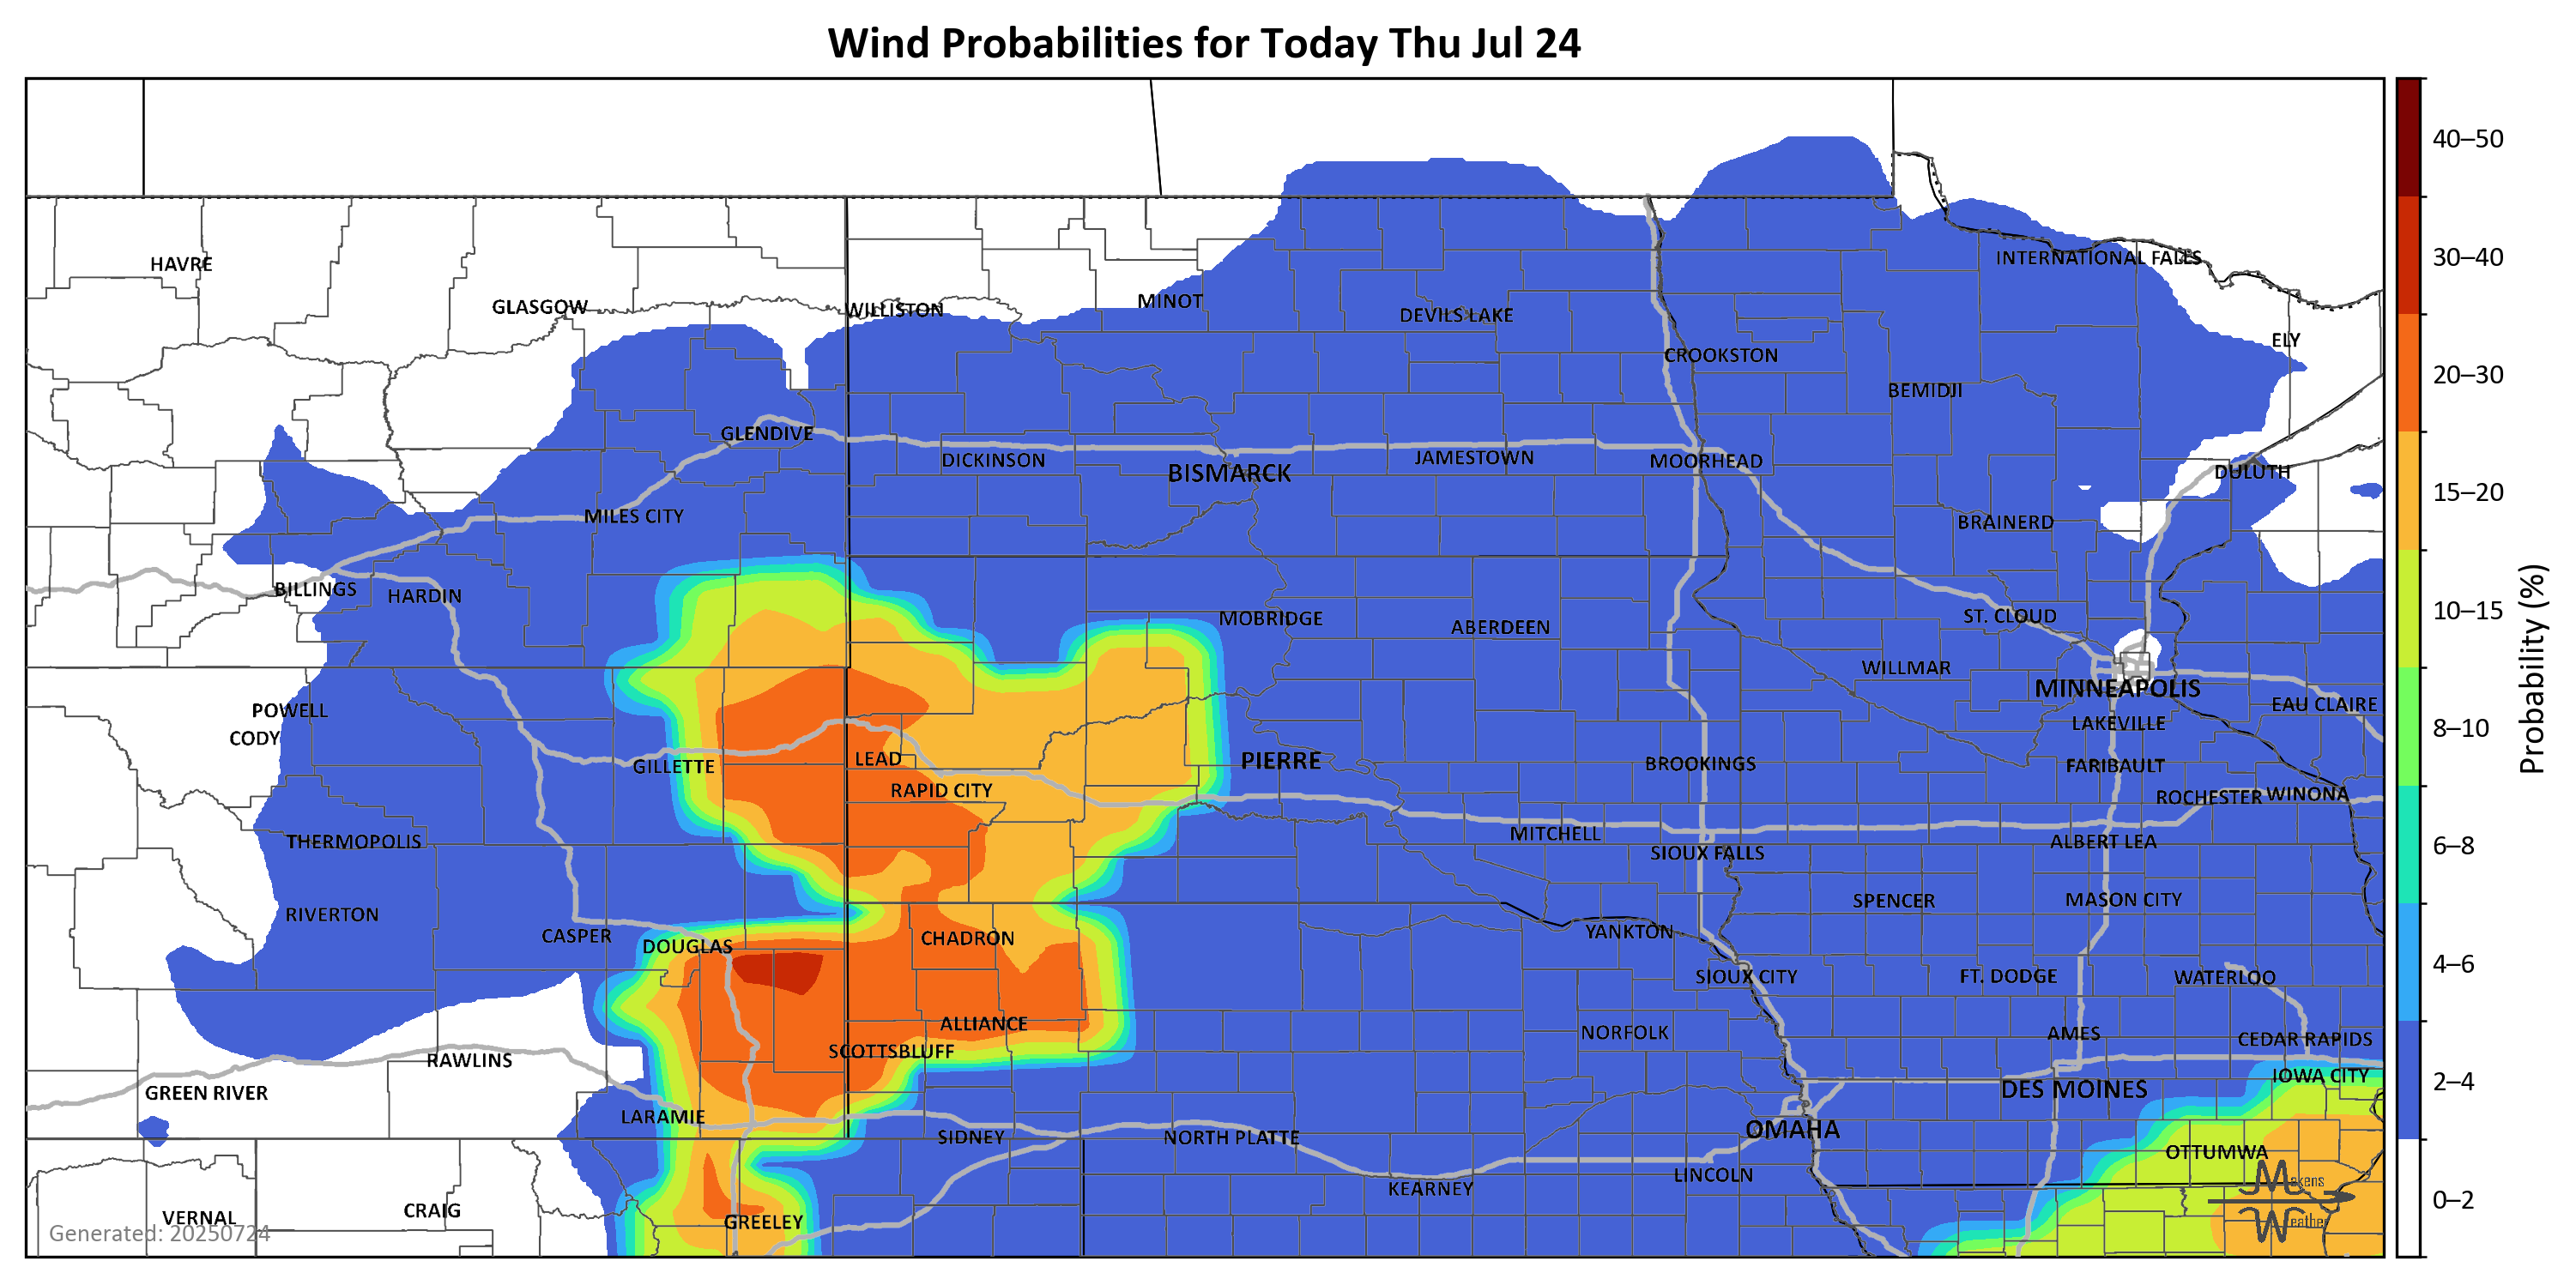 Wind Probabilities for Today Thu Jul 24
40–50
30–40
20–30
15–20
10–15
8–10
6–8
4–6
2–4
0–2
Probability (%)
HAVRE
INTERNATIONAL FALLS
GLASGOW
WILLISTON
MINOT
DEVILS LAKE
ELY
CROOKSTON
BEMIDJI
GLENDIVE
DICKINSON
BISMARCK
JAMESTOWN
MOORHEAD
DULUTH
MILES CITY
BRAINERD
BILLINGS
HARDIN
MOBRIDGE
ABERDEEN
ST. CLOUD
WILLMAR
MINNEAPOLIS
POWELL
EAU CLAIRE
LAKEVILLE
CODY
GILLETTE
LEAD
PIERRE
BROOKINGS
FARIBAULT
RAPID CITY
ROCHESTER
WINONA
THERMOPOLIS
MITCHELL
ALBERT LEA
SIOUX FALLS
RIVERTON
SPENCER
MASON CITY
CASPER
DOUGLAS
CHADRON
YANKTON
SIOUX CITY
FT. DODGE
WATERLOO
ALLIANCE
NORFOLK
AMES
CEDAR RAPIDS
SCOTTSBLUFF
RAWLINS
IOWA CITY
GREEN RIVER
DES MOINES
LARAMIE
SIDNEY
NORTH PLATTE
OMAHA
OTTUMWA
LINCOLN
KEARNEY
VERNAL
CRAIG
GREELEY
Makens
Weather
Generated: 20250724